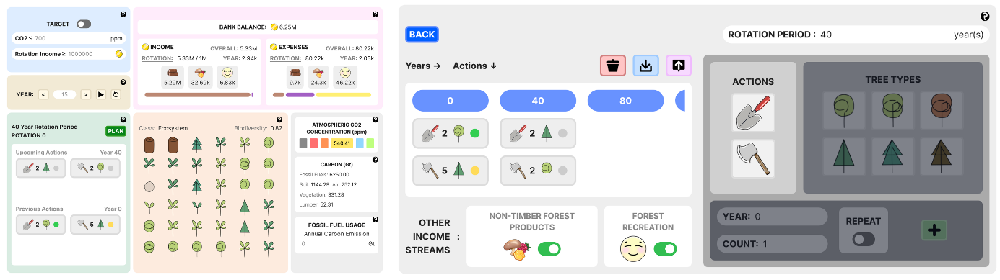 TARGET
CO2 ≤ 700 ppm
Rotation Income ≥ 1000000
YEAR: < 15 >
40 Year Rotation Period
ROTATION 0
PLAN
Upcoming Actions Year 40
2 2
Previous Actions Year 0
2 5
BANK BALANCE: 6.25M
INCOME OVERALL: 5.33M
ROTATION: 5.33M / 1M YEAR: 2.94k
5.29M 32.69k 6.83k
EXPENSES OVERALL: 80.22k
ROTATION: 80.22k YEAR: 2.03k
9.7k 24.3k 46.22k
Class: Ecosystem Biodiversity: 0.82
ATMOSPHERIC CO2
CONCENTRATION (ppm)
540.41
CARBON (Gt)
Fossil Fuels: 6250.00
Soil: 1144.29 Air: 752.12
Vegetation: 331.28
Lumber: 52.31
FOSSIL FUEL USAGE
Annual Carbon Emission
0 Gt
BACK
ROTATION PERIOD : 40 year(s)
Years → Actions ↓
0 40 80
2 2
5 2
OTHER
INCOME :
STREAMS
NON-TIMBER FOREST
PRODUCTS
FOREST
RECREATION
ACTIONS
TREE TYPES
YEAR: 0
COUNT: 1
REPEAT
+